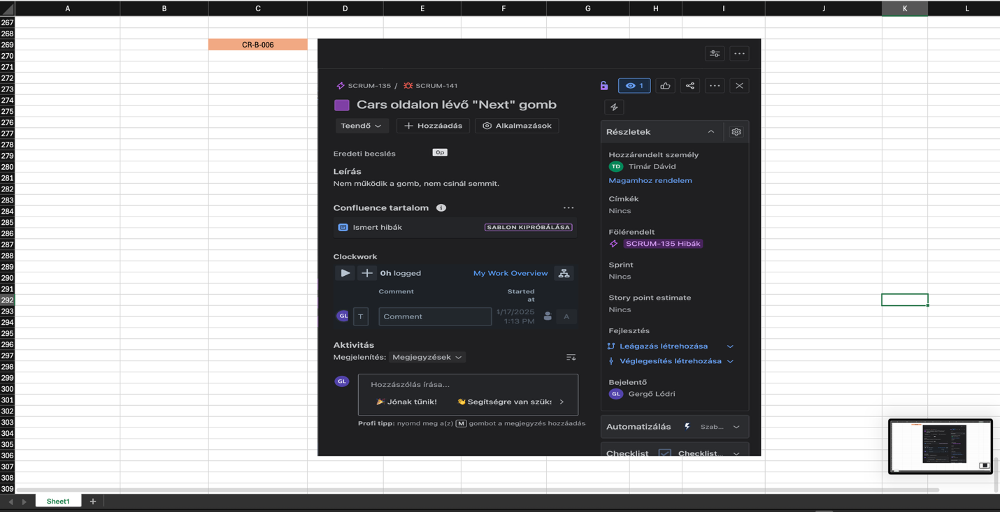 A B C D E F G H I J K L
267
268
269 CR-B-006
270
271
272
273
274
275
276
277
278
279
280
281
282
283
284
285
286
287
288
289
290
291
292
293
294
295
296
297
298
299
300
301
302
303
304
305
306
307
308
309
SCRUM-135 / SCRUM-141
Cars oldalon lévő "Next" gomb
Teendő Hozzáadás Alkalmazások
Eredeti becslés 0p
Leírás
Nem működik a gomb, nem csinál semmit.
Confluence tartalom
Ismert hibák SABLON KIPRÓBÁLÁSA
Clockwork
0h logged My Work Overview
Comment Started
at
GL T Comment 1/17/2025
1:13 PM A
Aktivitás
Megjelenítés: Megjegyzések
GL Hozzászólás írása...
🎉 Jónak tűnik! 👋 Segítségre van szüks
Profi tipp: nyomd meg a(z) M gombot a megjegyzés hozzáadás
1
Részletek
Hozzárendelt személy
TD Timár Dávid
Magamhoz rendelem
Címkék
Nincs
Fölérendelt
SCRUM-135 Hibák
Sprint
Nincs
Story point estimate
Nincs
Fejlesztés
Leágazás létrehozása
Véglegesítés létrehozása
Bejelentő
GL Gergő Lódri
Automatizálás Szab...
Checklist Checklist...
Sheet1 +